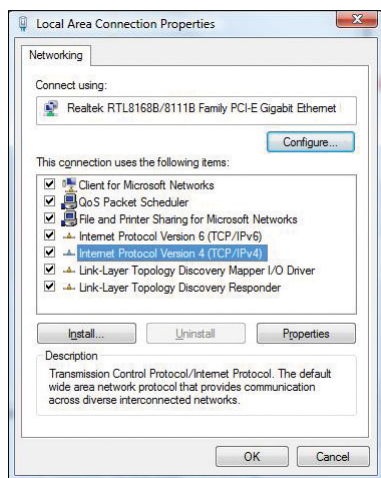 Local Area Connection Properties
Networking
Connect using:
Realtek RTL8168B/8111B Family PCI-E Gigabit Ethernet
Configure...
This connection uses the following items:
Client for Microsoft Networks
QoS Packet Scheduler
File and Printer Sharing for Microsoft Networks
Internet Protocol Version 6 (TCP/IPv6)
Internet Protocol Version 4 (TCP/IPv4)
Link-Layer Topology Discovery Mapper I/O Driver
Link-Layer Topology Discovery Responder
Install... Uninstall Properties
Description
Transmission Control Protocol/Internet Protocol. The default
wide area network protocol that provides communication
across diverse interconnected networks.
OK Cancel